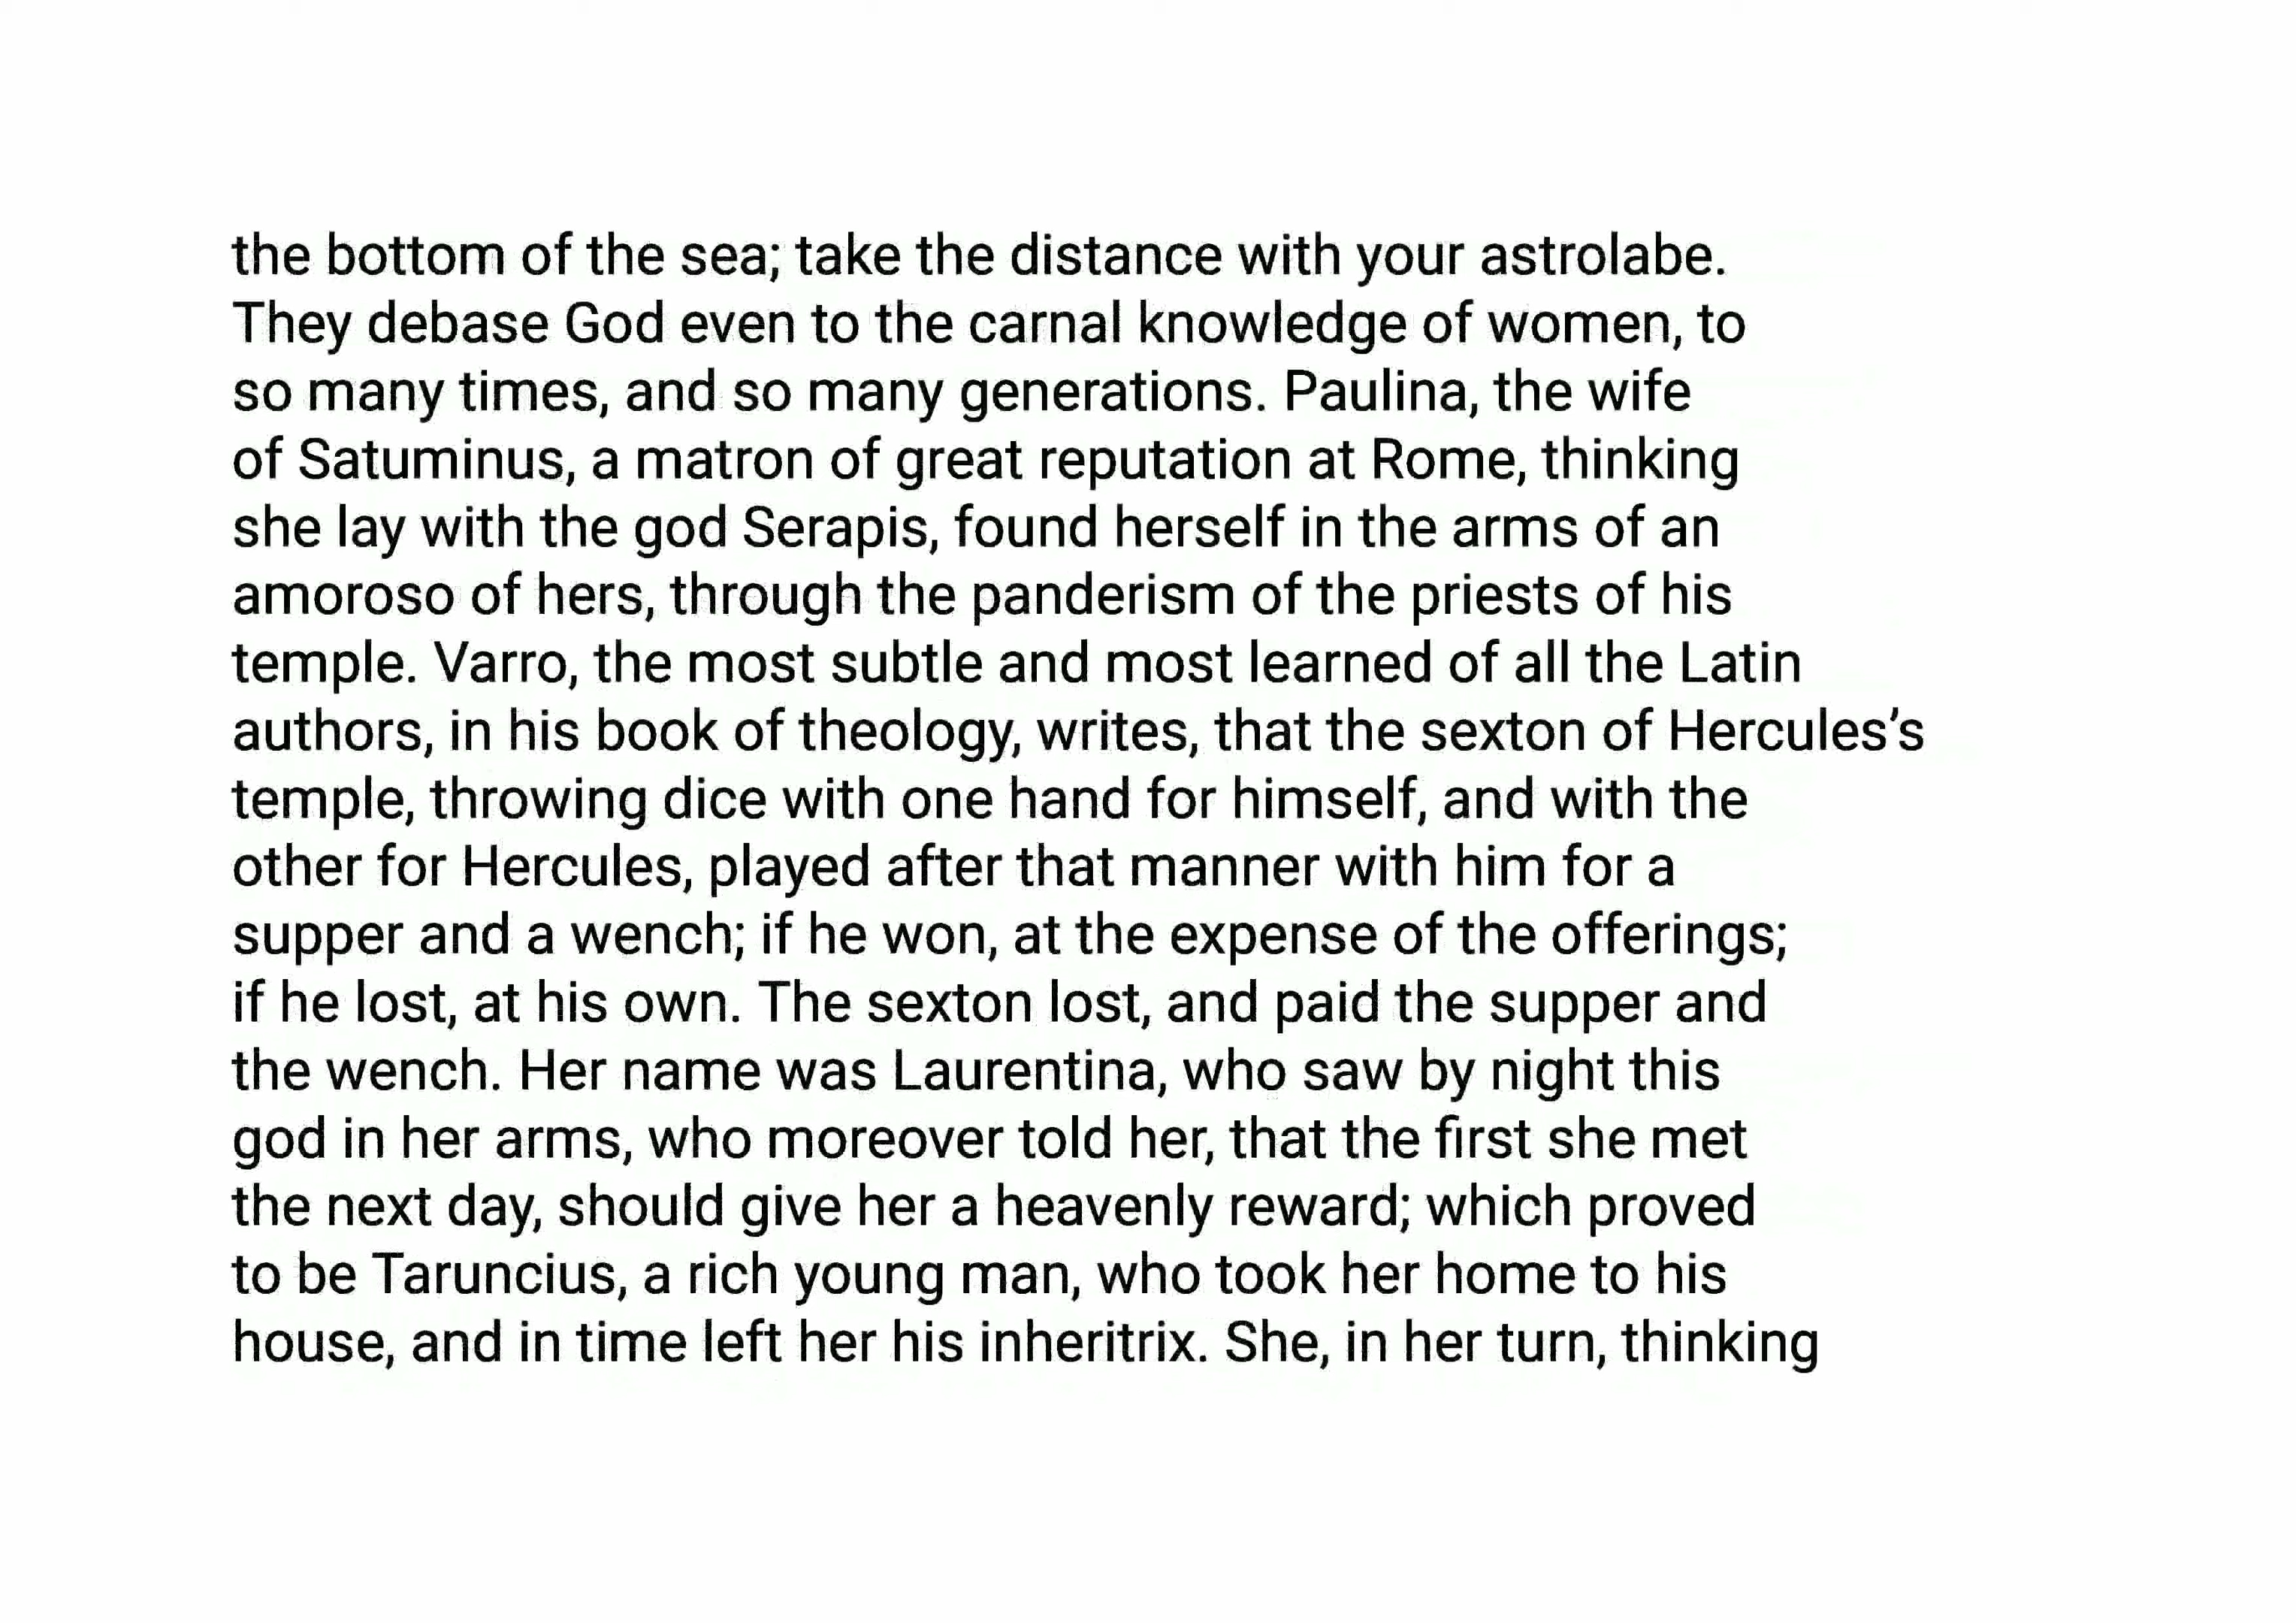 the bottom of the sea; take the distance with your astrolabe.
They debase God even to the carnal knowledge of women, to
so many times, and so many generations. Paulina, the wife
of Satuminus, a matron of great reputation at Rome, thinking
she lay with the god Serapis, found herself in the arms of an
amoroso of hers, through the panderism of the priests of his
temple. Varro, the most subtle and most learned of all the Latin
authors, in his book of theology, writes, that the sexton of Hercules’s
temple, throwing dice with one hand for himself, and with the
other for Hercules, played after that manner with him for a
supper and a wench; if he won, at the expense of the offerings;
if he lost, at his own. The sexton lost, and paid the supper and
the wench. Her name was Laurentina, who saw by night this
god in her arms, who moreover told her, that the first she met
the next day, should give her a heavenly reward; which proved
to be Taruncius, a rich young man, who took her home to his
house, and in time left her his inheritrix. She, in her turn, thinking